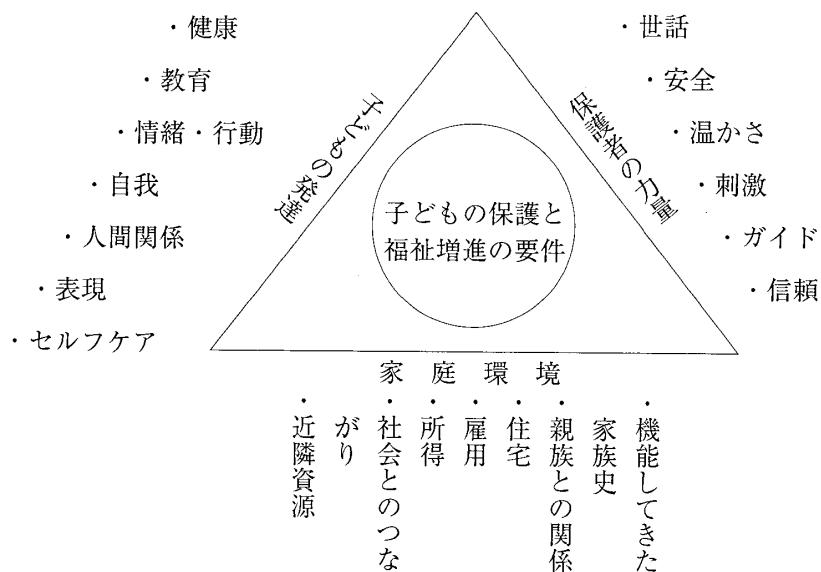 ・健康
・教育
・情緒・行動
・自我
・人間関係
・表現
・セルフケア
子どもの発達
子どもの保護と
福祉増進の要件
保護者の力量
・世話
・安全
・温かさ
・刺激
・ガイド
・信頼
家庭環境
・機能してきた
家族史
・親族との関係
・住宅
・雇用
・所得
・社会とのつな
がり
・近隣資源